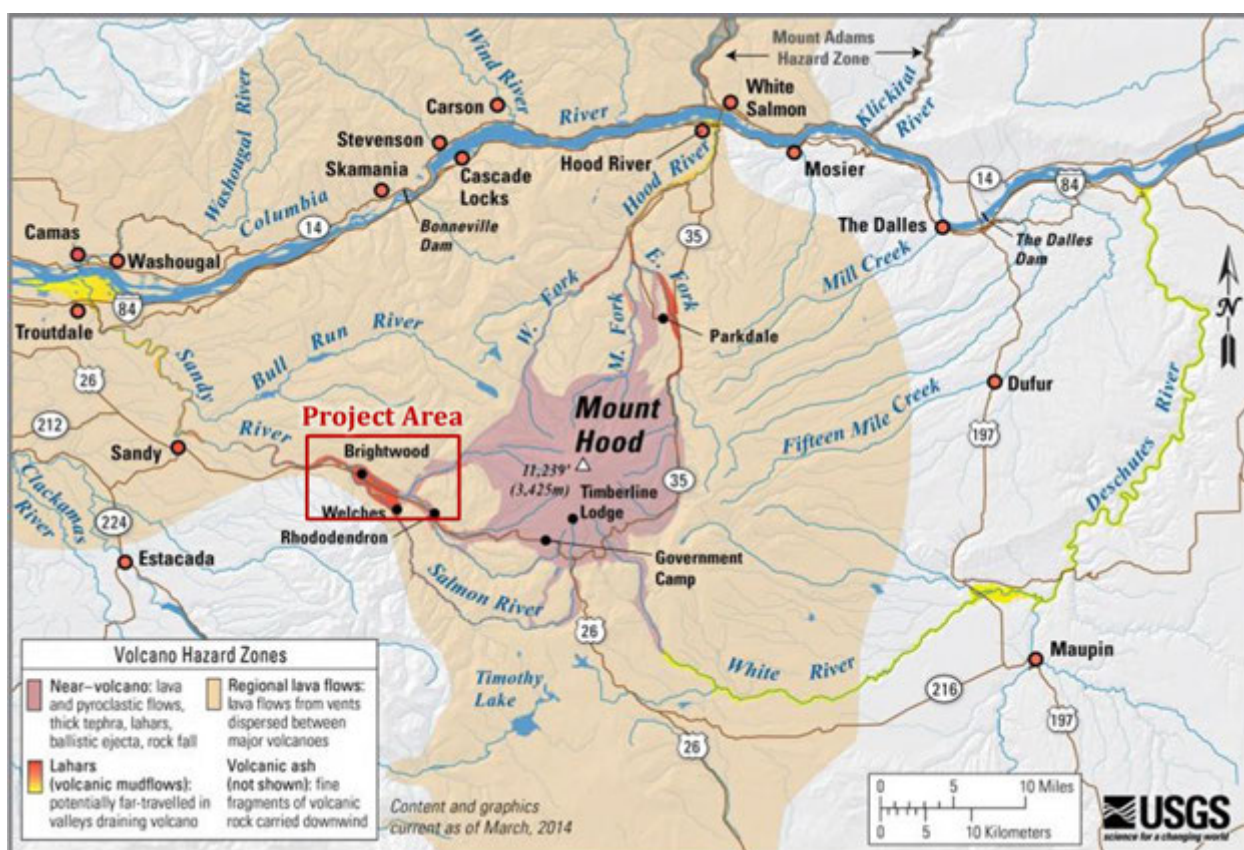 Mount Adams
Hazard Zone
Wind River
White
Salmon
Carson
River
Klickitat
River
Washougal River
Stevenson
Hood River
Mosier
Skamania
Cascade
Locks
Hood River
14
84
Columbia
14
Bonneville
Dam
The Dalles
The Dalles
Dam
Camas
Washougal
35
Mill Creek
84
W. Fork
E. Fork
M. Fork
N
Troutdale
Parkdale
Bull Run River
Sandy
River
26
Dufur
Deschutes
River
212
Project Area
Mount
Hood
Fifteen Mile Creek
197
Sandy
Brightwood
11,239'
(3,425m)
35
Clackamas
River
Timberline
Lodge
Welches
224
Rhododendron
Government
Camp
Estacada
Salmon River
26
White River
Maupin
216
Timothy
Lake
197
26
Volcano Hazard Zones
Near–volcano: lava
and pyroclastic flows,
thick tephra, lahars,
ballistic ejecta, rock fall
Regional lava flows:
lava flows from vents
dispersed between
major volcanoes
Lahars
(volcanic mudflows):
potentially far-travelled in
valleys draining volcano
Volcanic ash
(not shown): fine
fragments of volcanic
rock carried downwind
Content and graphics
current as of March, 2014
0 5 10 Miles
0 5 10 Kilometers
USGS
science for a changing world